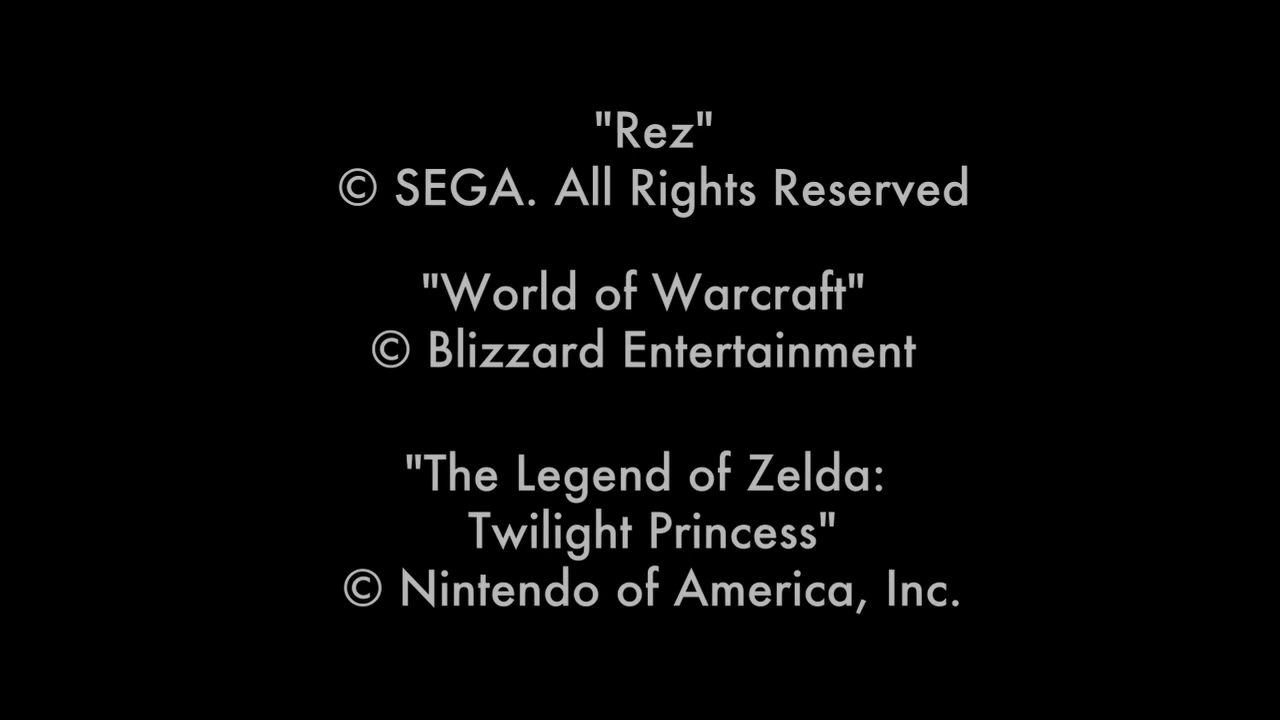 "Rez"
© SEGA. All Rights Reserved
"World of Warcraft"
© Blizzard Entertainment
"The Legend of Zelda:
Twilight Princess"
© Nintendo of America, Inc.